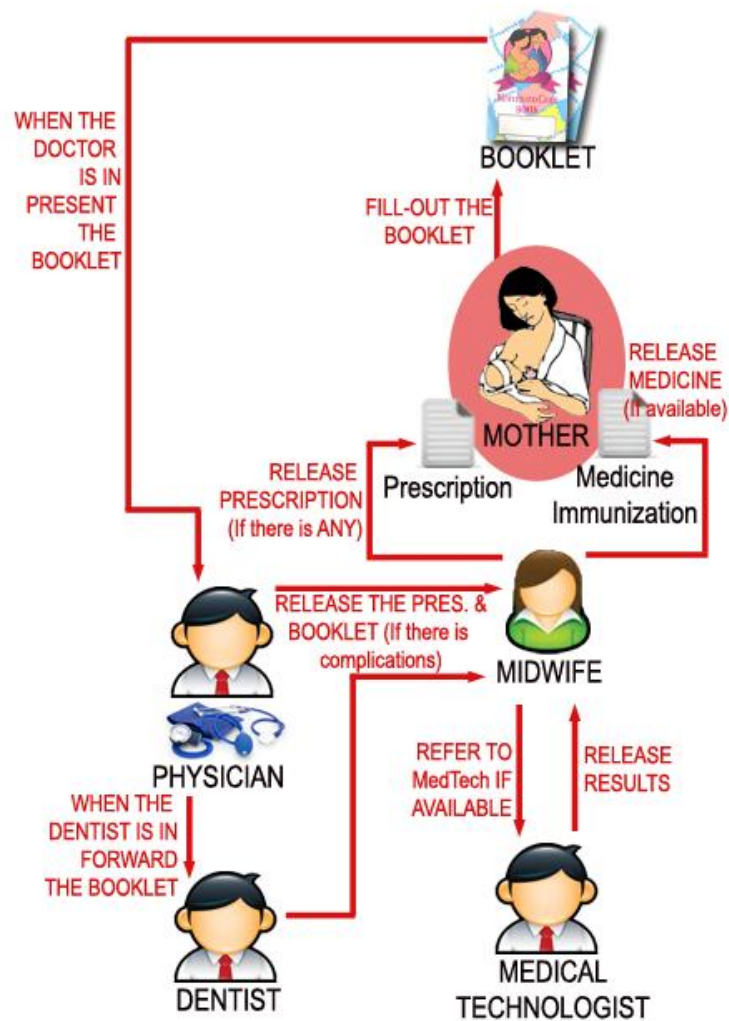 WHEN THE
DOCTOR
IS IN
PRESENT
THE
BOOKLET
BOOK
BOOKLET
FILL-OUT THE
BOOKLET
RELEASE
MEDICINE
(If available)
MOTHER
RELEASE
PRESCRIPTION
(If there is ANY)
Prescription
Medicine
Immunization
RELEASE THE PRES. &
BOOKLET (If there is
complications)
MIDWIFE
PHYSICIAN
REFER TO
MedTech IF
AVAILABLE
RELEASE
RESULTS
WHEN THE
DENTIST IS IN
FORWARD
THE BOOKLET
DENTIST
MEDICAL
TECHNOLOGIST